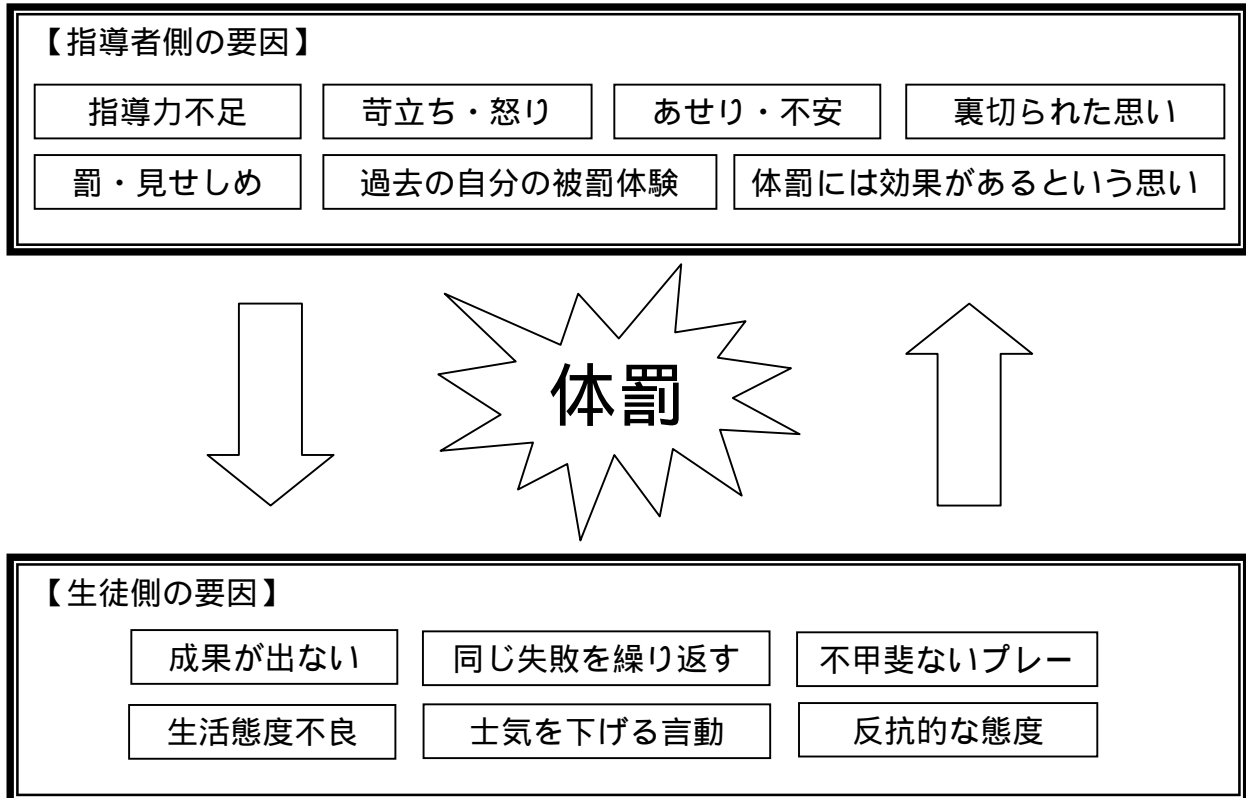 【指導者側の要因】
指導力不足 苛立ち・怒り あせり・不安 裏切られた思い
罰・見せしめ 過去の自分の被罰体験 体罰には効果があるという思い
体罰
【生徒側の要因】
成果が出ない 同じ失敗を繰り返す 不甲斐ないプレー
生活態度不良 士気を下げる言動 反抗的な態度